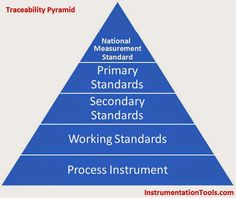 Traceability Pyramid
National
Measurement
Standard
Primary
Standards
Secondary
Standards
Working Standards
Process Instrument
InstrumentationTools.com